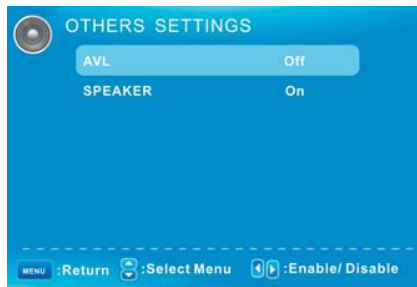 OTHERS SETTINGS
AVL Off
SPEAKER On
MENU :Return :Select Menu :Enable/ Disable